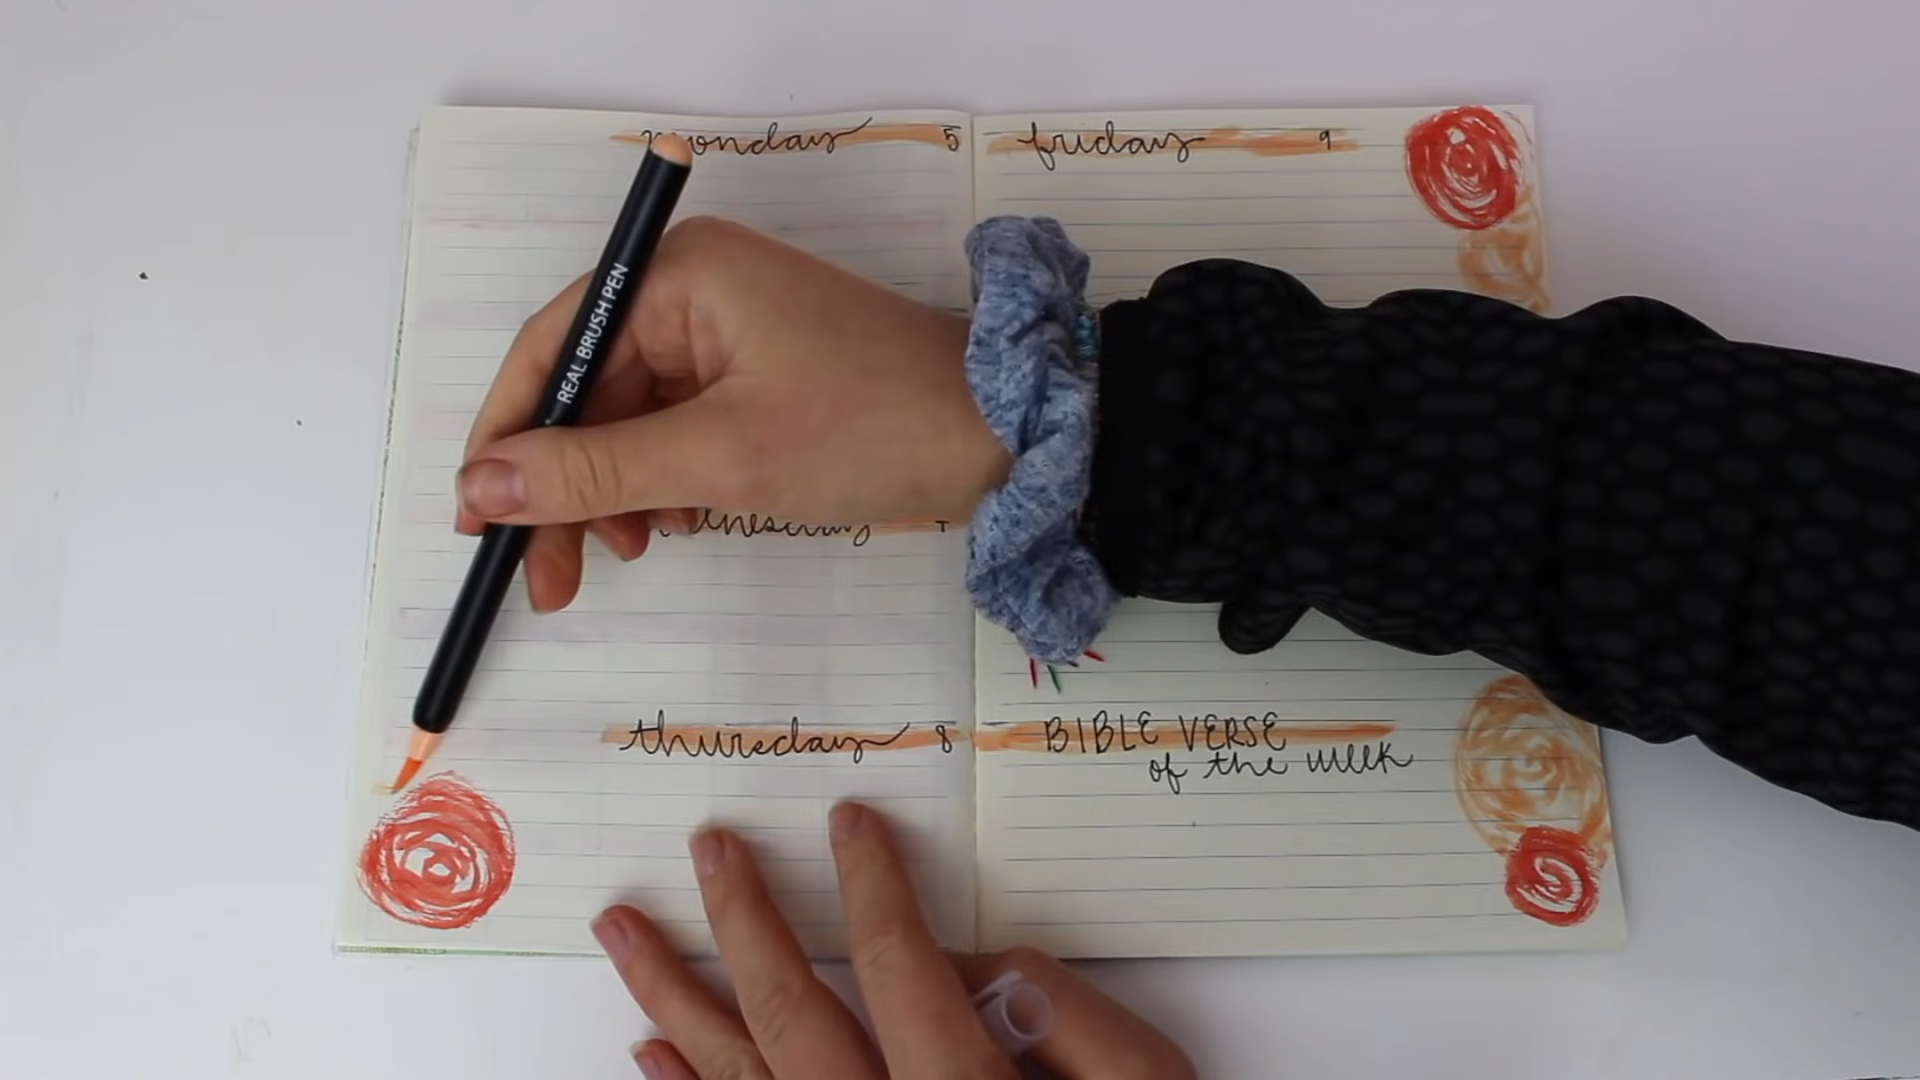 monday 5
friday 9
REAL BRUSH PEN
thursday 8
BIBLE VERSE
of the week